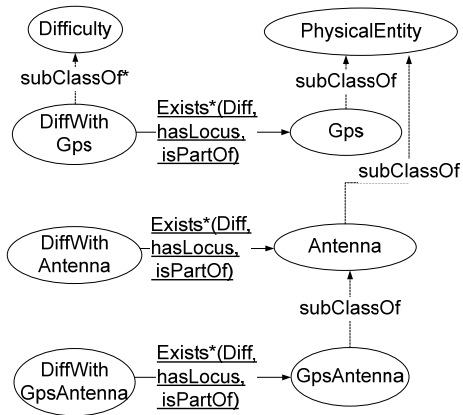 Difficulty
PhysicalEntity
subClassOf*
subClassOf
DiffWith
Gps
Exists*(Diff,
hasLocus,
isPartOf)
Gps
subClassOf
DiffWith
Antenna
Exists*(Diff,
hasLocus,
isPartOf)
Antenna
subClassOf
DiffWith
GpsAntenna
Exists*(Diff,
hasLocus,
isPartOf)
GpsAntenna